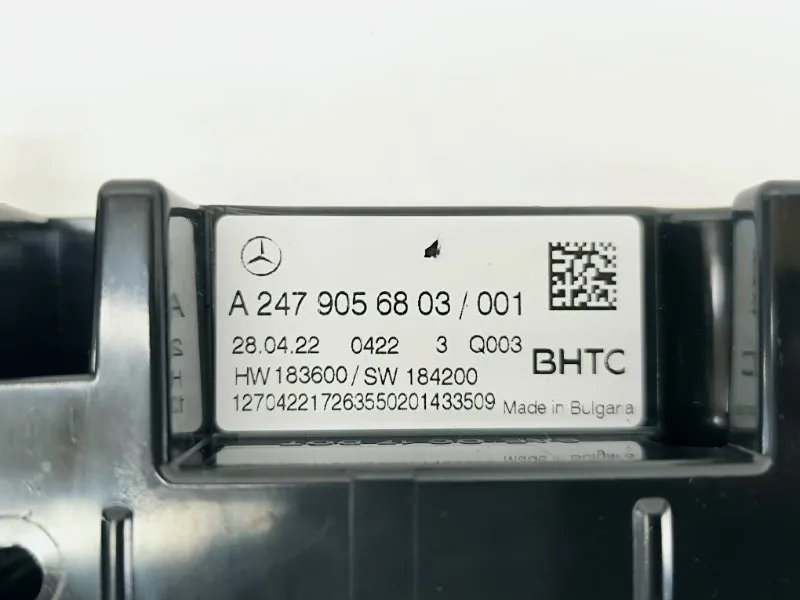 A 247 905 68 03 / 001
28.04.22 0422 3 Q003
BHTC
HW 183600 / SW 184200
127042217263550201433509 Made in Bulgaria